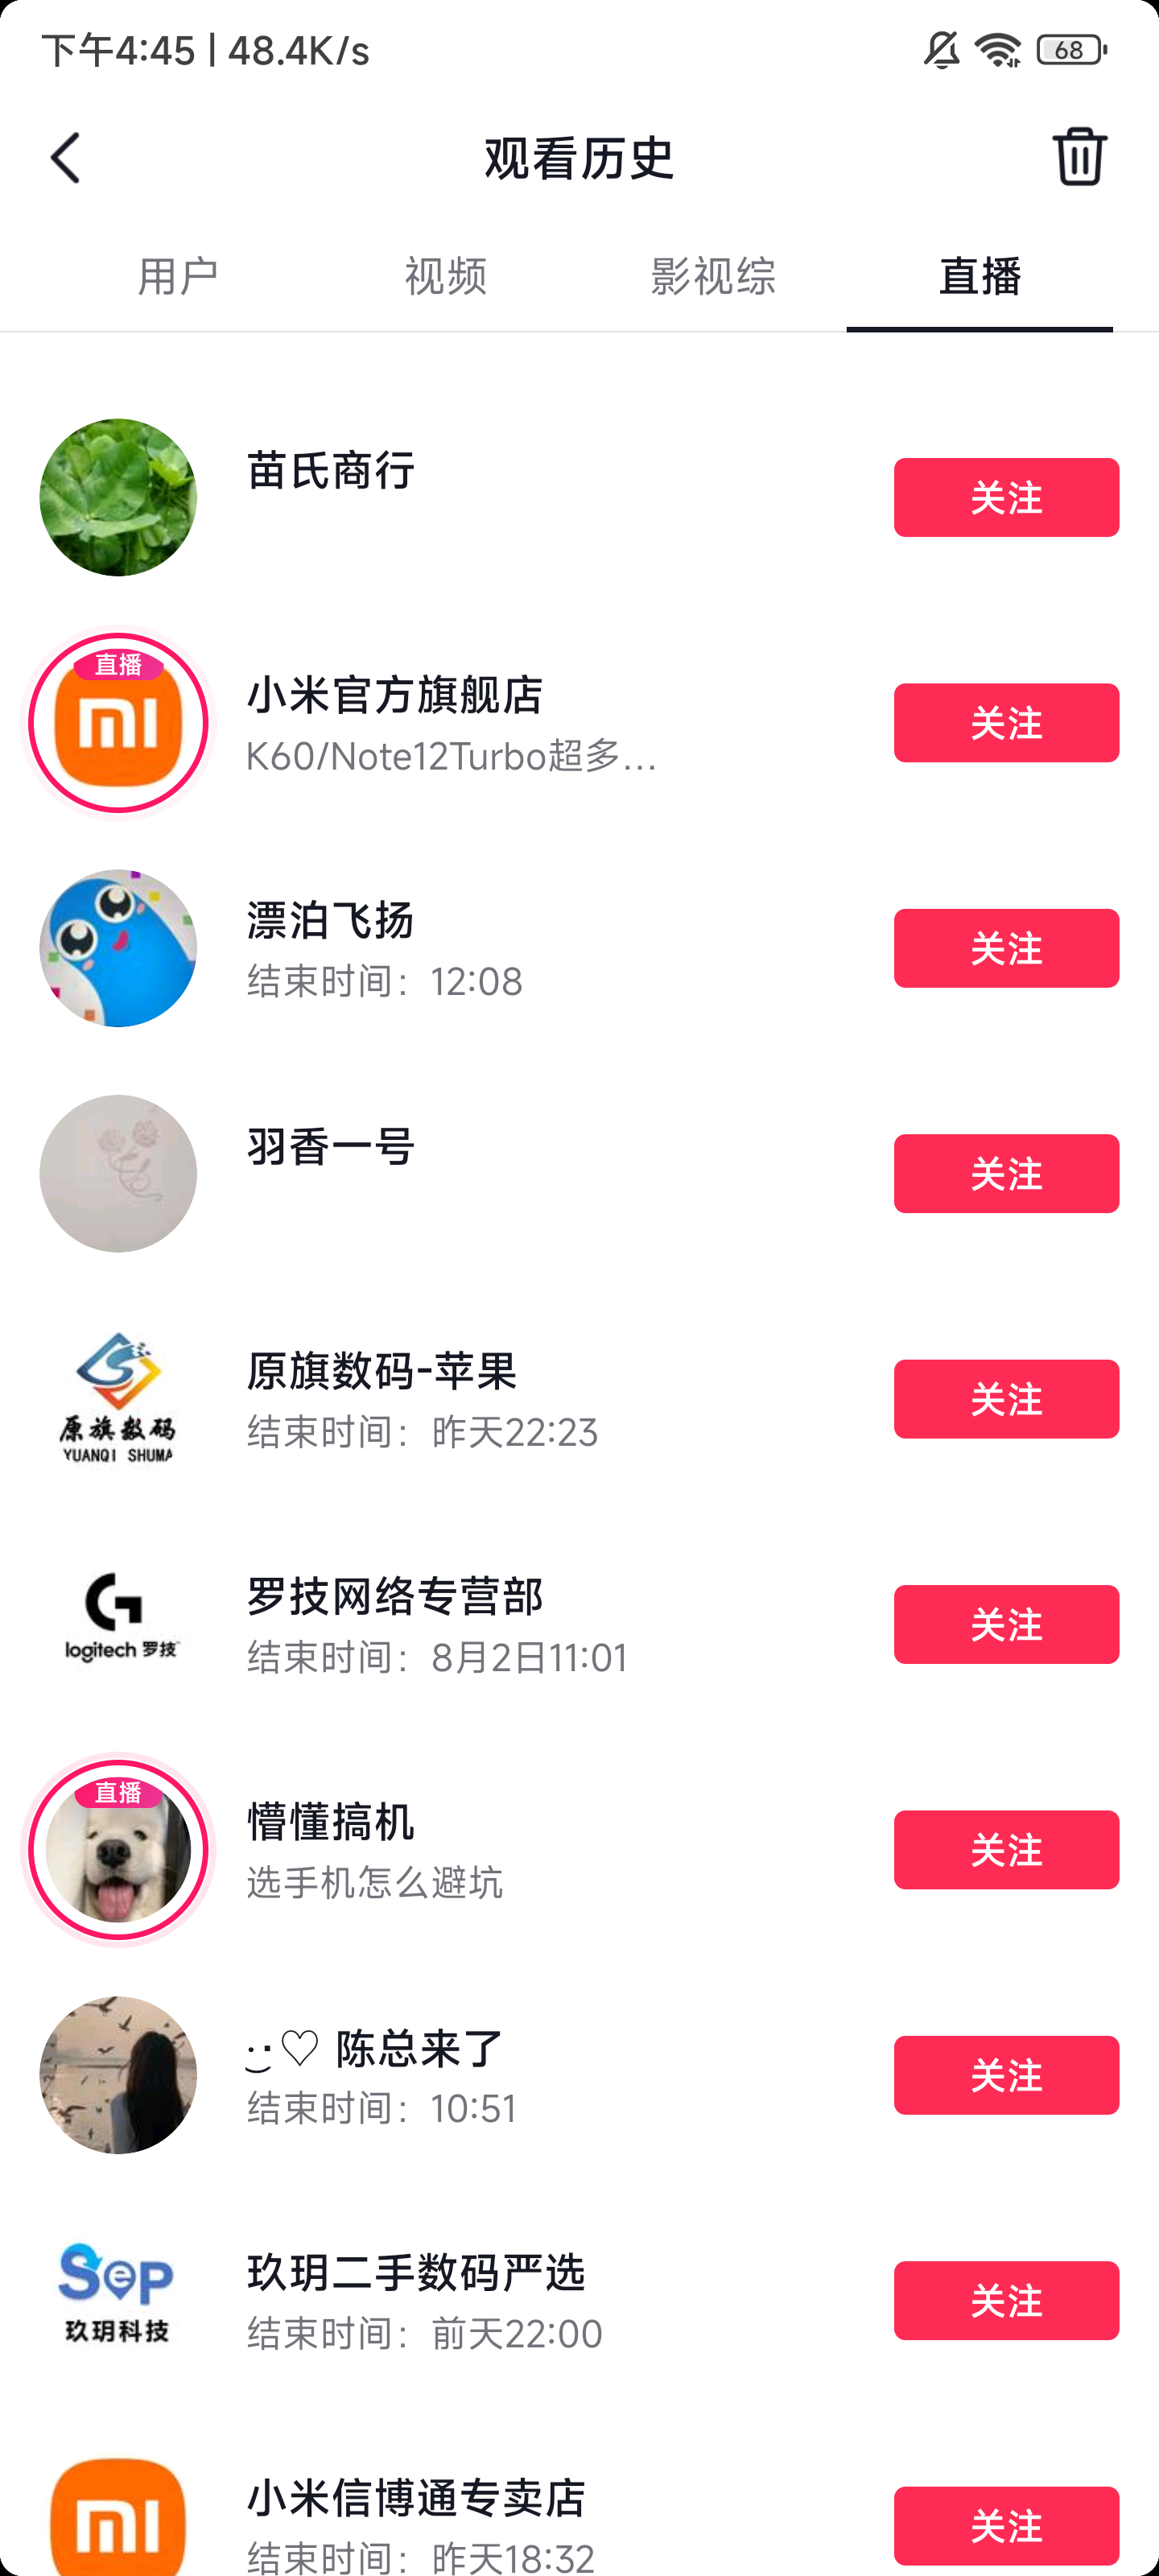 下午4:45 | 48.4K/s
68
观看历史
用户 视频 影视综 直播
苗氏商行
关注
直播
小米官方旗舰店
K60/Note12Turbo超多...
关注
漂泊飞扬
结束时间：12:08
关注
羽香一号
关注
原旗数码
YUANQI SHUMA
原旗数码-苹果
结束时间：昨天22:23
关注
logitech 罗技
罗技网络专营部
结束时间：8月2日11:01
关注
直播
懵懂搞机
选手机怎么避坑
关注
·͜·♡ 陈总来了
结束时间：10:51
关注
Sep
玖玥科技
玖玥二手数码严选
结束时间：前天22:00
关注
小米信博通专卖店
结束时间：昨天18:32
关注